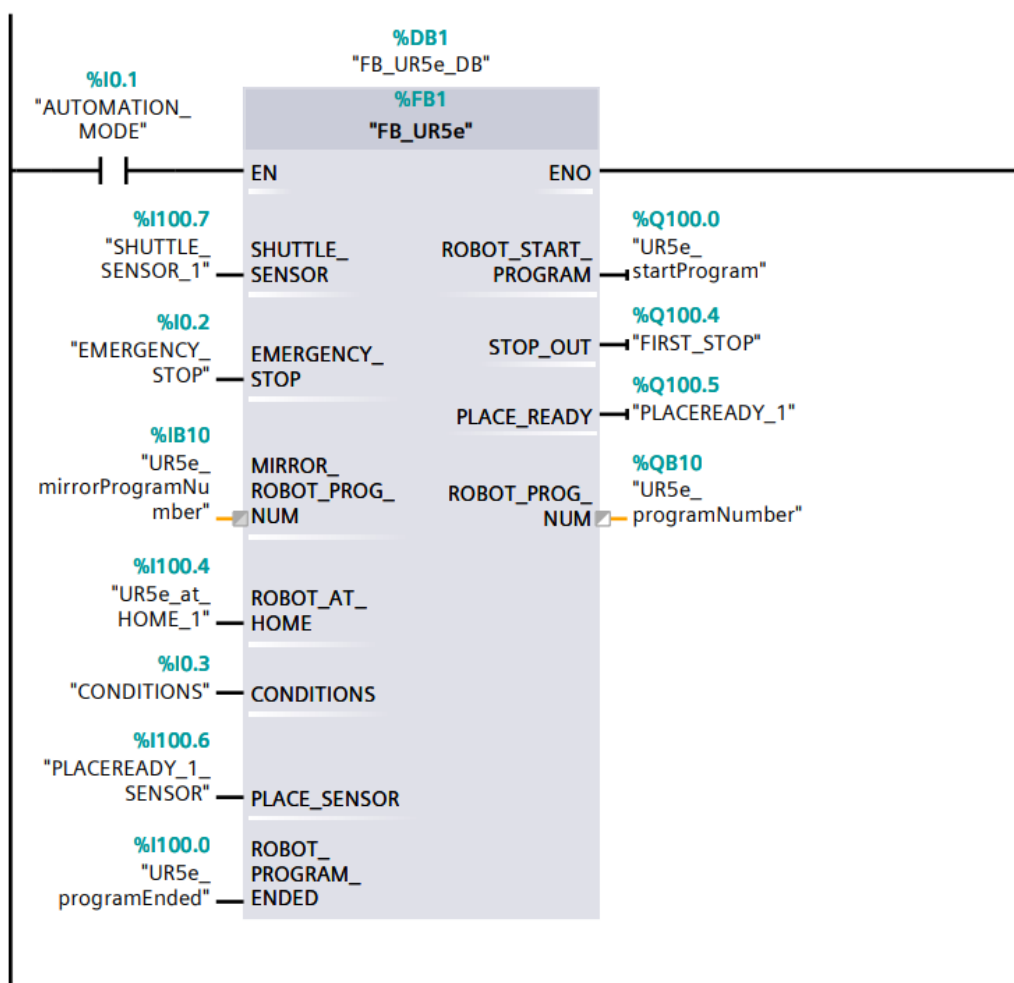 %DB1
"FB_UR5e_DB"
%I0.1
"AUTOMATION_
MODE"
%FB1
"FB_UR5e"
EN
ENO
%I100.7
"SHUTTLE_
SENSOR_1"
SHUTTLE_
SENSOR
ROBOT_START_
PROGRAM
%Q100.0
"UR5e_
startProgram"
%I0.2
"EMERGENCY_
STOP"
EMERGENCY_
STOP
STOP_OUT
%Q100.4
"FIRST_STOP"
PLACE_READY
%Q100.5
"PLACEREADY_1"
%IB10
"UR5e_
mirrorProgramNu
mber"
MIRROR_
ROBOT_PROG_
NUM
ROBOT_PROG_
NUM
%QB10
"UR5e_
programNumber"
%I100.4
"UR5e_at_
HOME_1"
ROBOT_AT_
HOME
%I0.3
"CONDITIONS"
CONDITIONS
%I100.6
"PLACEREADY_1_
SENSOR"
PLACE_SENSOR
%I100.0
"UR5e_
programEnded"
ROBOT_
PROGRAM_
ENDED